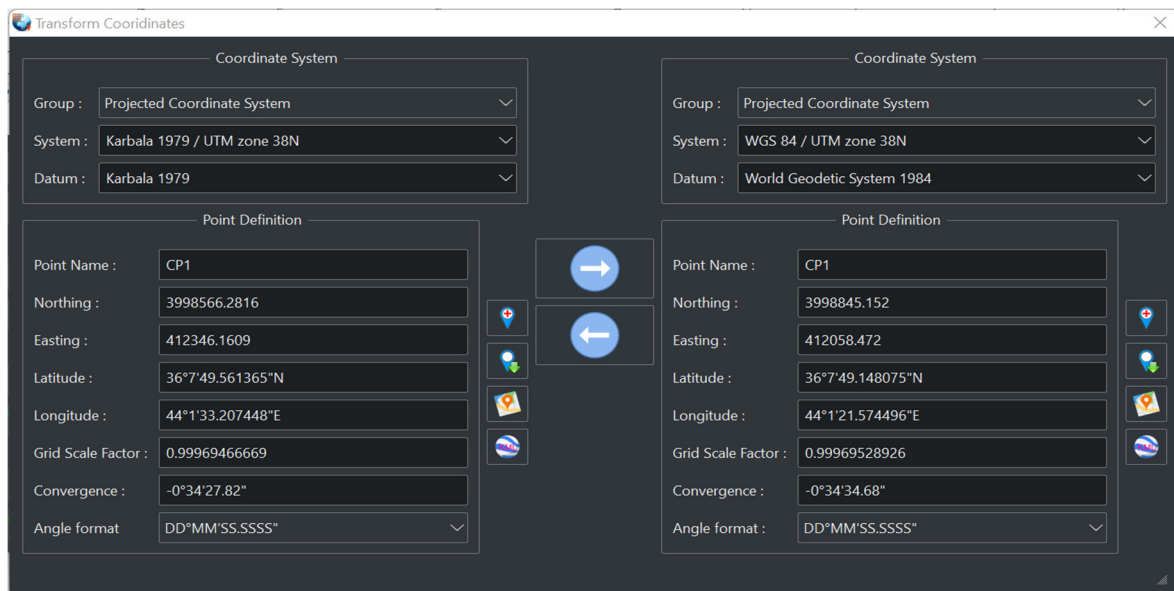 Transform Cooridinates
Coordinate System
Group :
Projected Coordinate System
System :
Karbala 1979 / UTM zone 38N
Datum :
Karbala 1979
Point Definition
Point Name :
CP1
Northing :
3998566.2816
Easting :
412346.1609
Latitude :
36°7'49.561365"N
Longitude :
44°1'33.207448"E
Grid Scale Factor :
0.99969466669
Convergence :
-0°34'27.82"
Angle format
DD°MM'SS.SSSS"
Coordinate System
Group :
Projected Coordinate System
System :
WGS 84 / UTM zone 38N
Datum :
World Geodetic System 1984
Point Definition
Point Name :
CP1
Northing :
3998845.152
Easting :
412058.472
Latitude :
36°7'49.148075"N
Longitude :
44°1'21.574496"E
Grid Scale Factor :
0.99969528926
Convergence :
-0°34'34.68"
Angle format :
DD°MM'SS.SSSS"